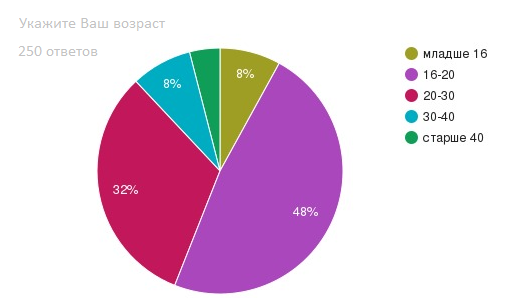 Укажите Ваш возраст
250 ответов
8%
8%
48%
32%
младше 16
16-20
20-30
30-40
старше 40